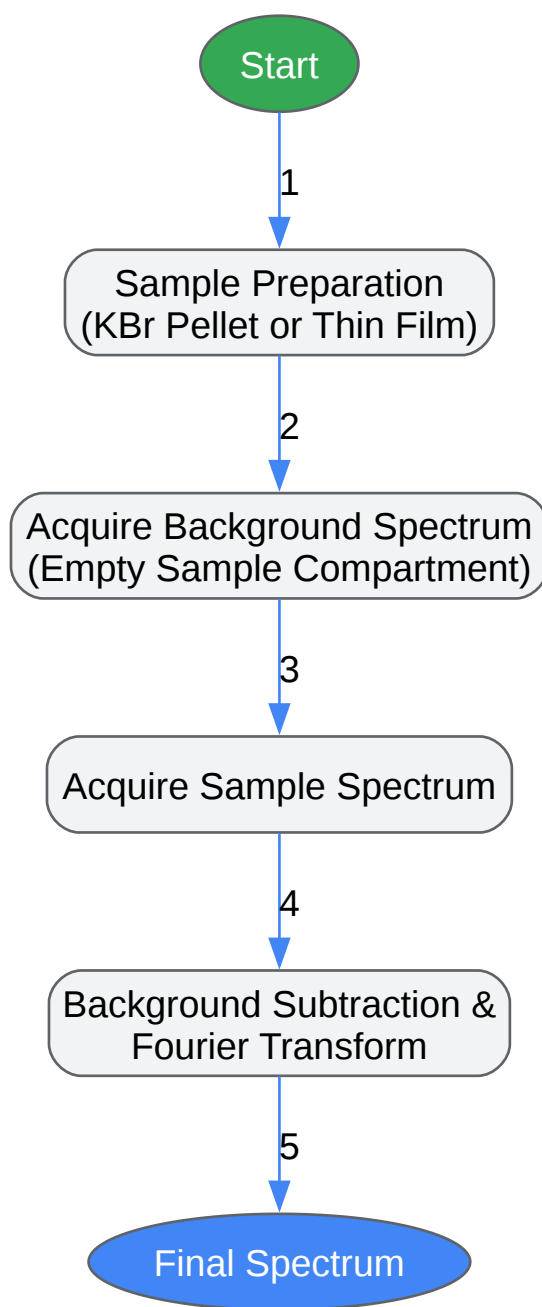 Start
1
Sample Preparation
(KBr Pellet or Thin Film)
2
Acquire Background Spectrum
(Empty Sample Compartment)
3
Acquire Sample Spectrum
4
Background Subtraction &
Fourier Transform
5
Final Spectrum